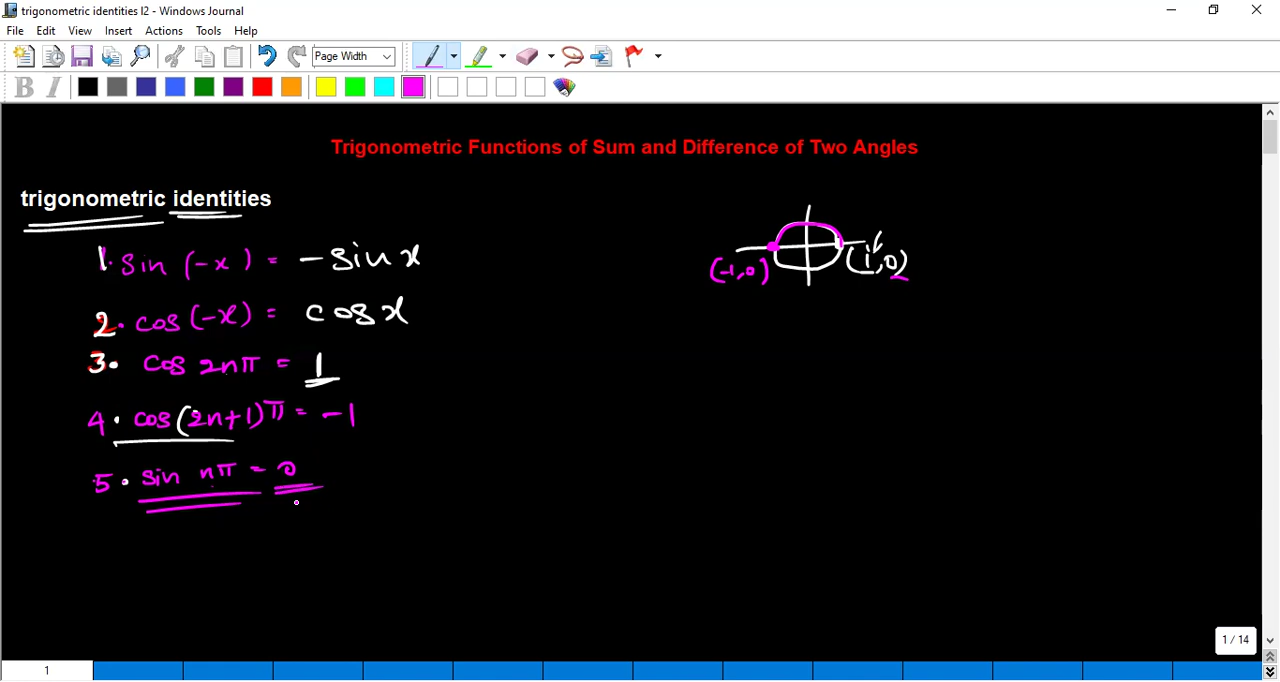 trigonometric identities l2 - Windows Journal
File Edit View Insert Actions Tools Help
Page Width
B I
Trigonometric Functions of Sum and Difference of Two Angles
trigonometric identities
1. sin (-x) = - sin x
2. cos (-x) = cos x
3. cos 2nπ = 1
4. cos (2n+1)π = -1
5. sin nπ = 0
(-1,0) (1,0)
1 / 14
1